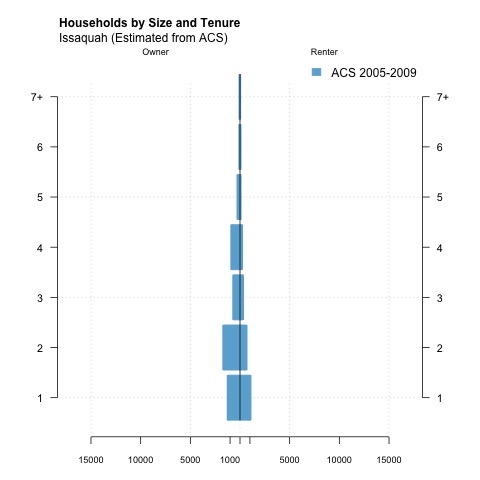 Households by Size and Tenure
Issaquah (Estimated from ACS)
Owner Renter
ACS 2005-2009
7+ 7+
6 6
5 5
4 4
3 3
2 2
1 1
15000 10000 5000 1000 5000 10000 15000